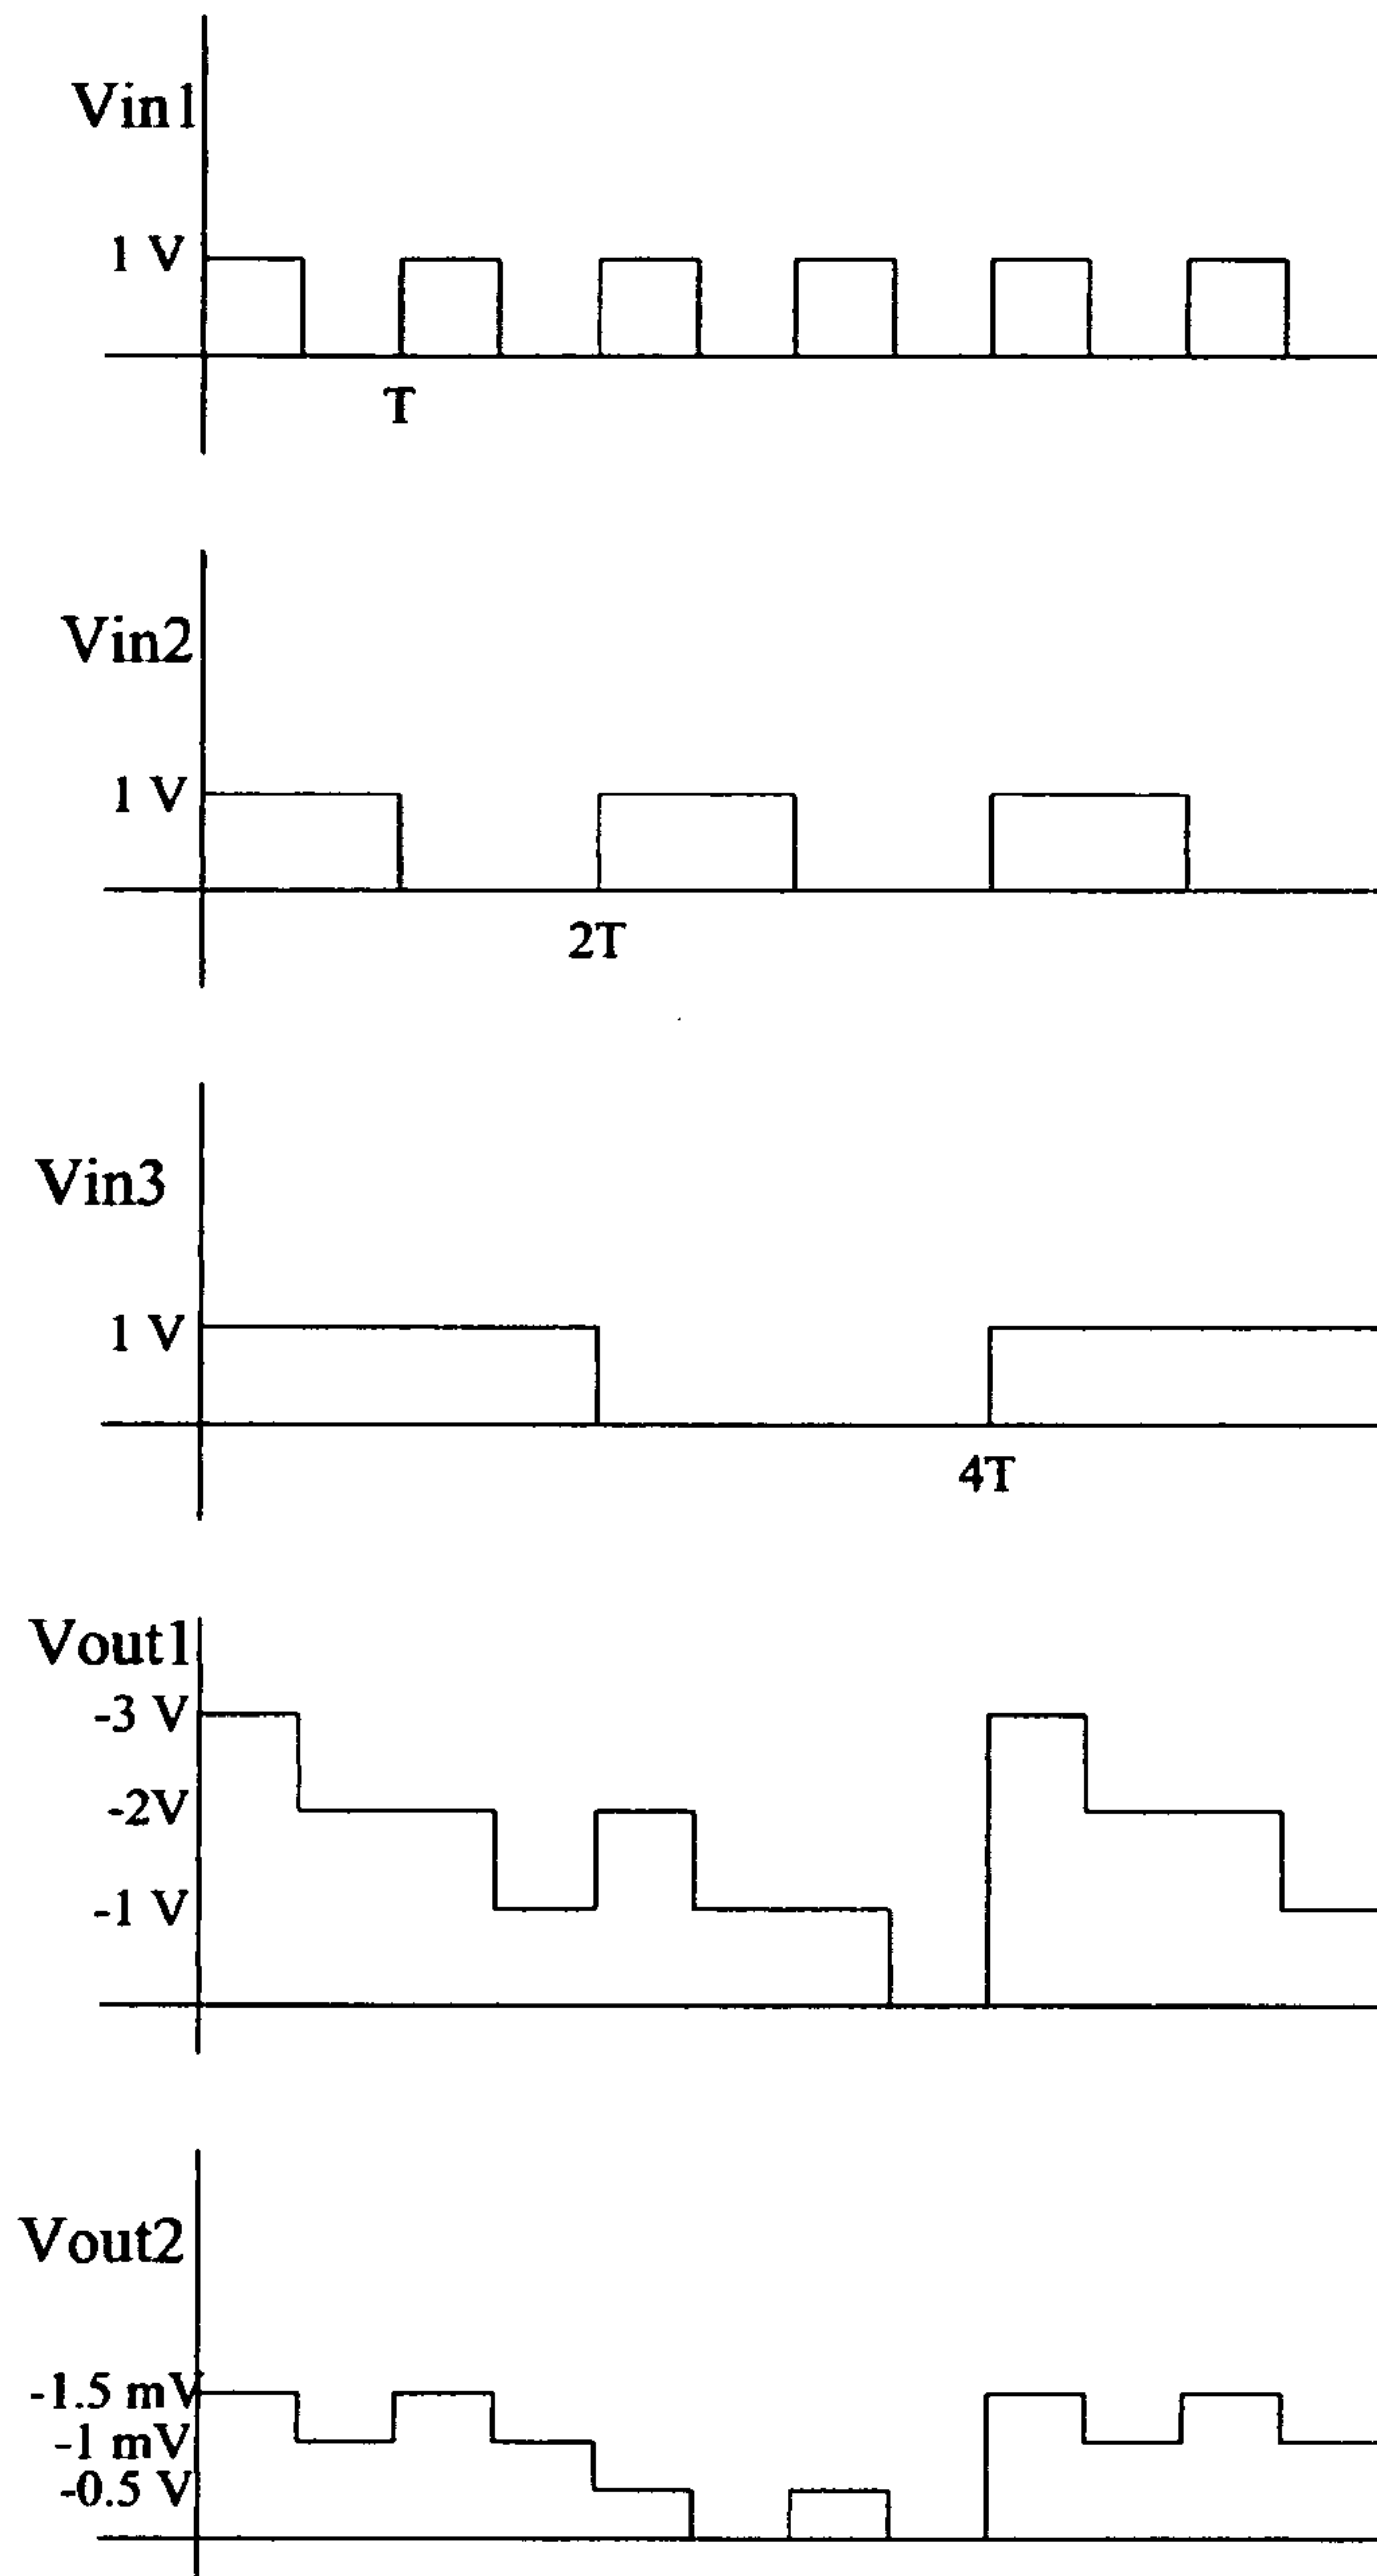 Vin1
1 V
T
Vin2
1 V
2T
Vin3
1 V
4T
Vout1
-3 V
-2V
-1 V
Vout2
-1.5 mV
-1 mV
-0.5 V